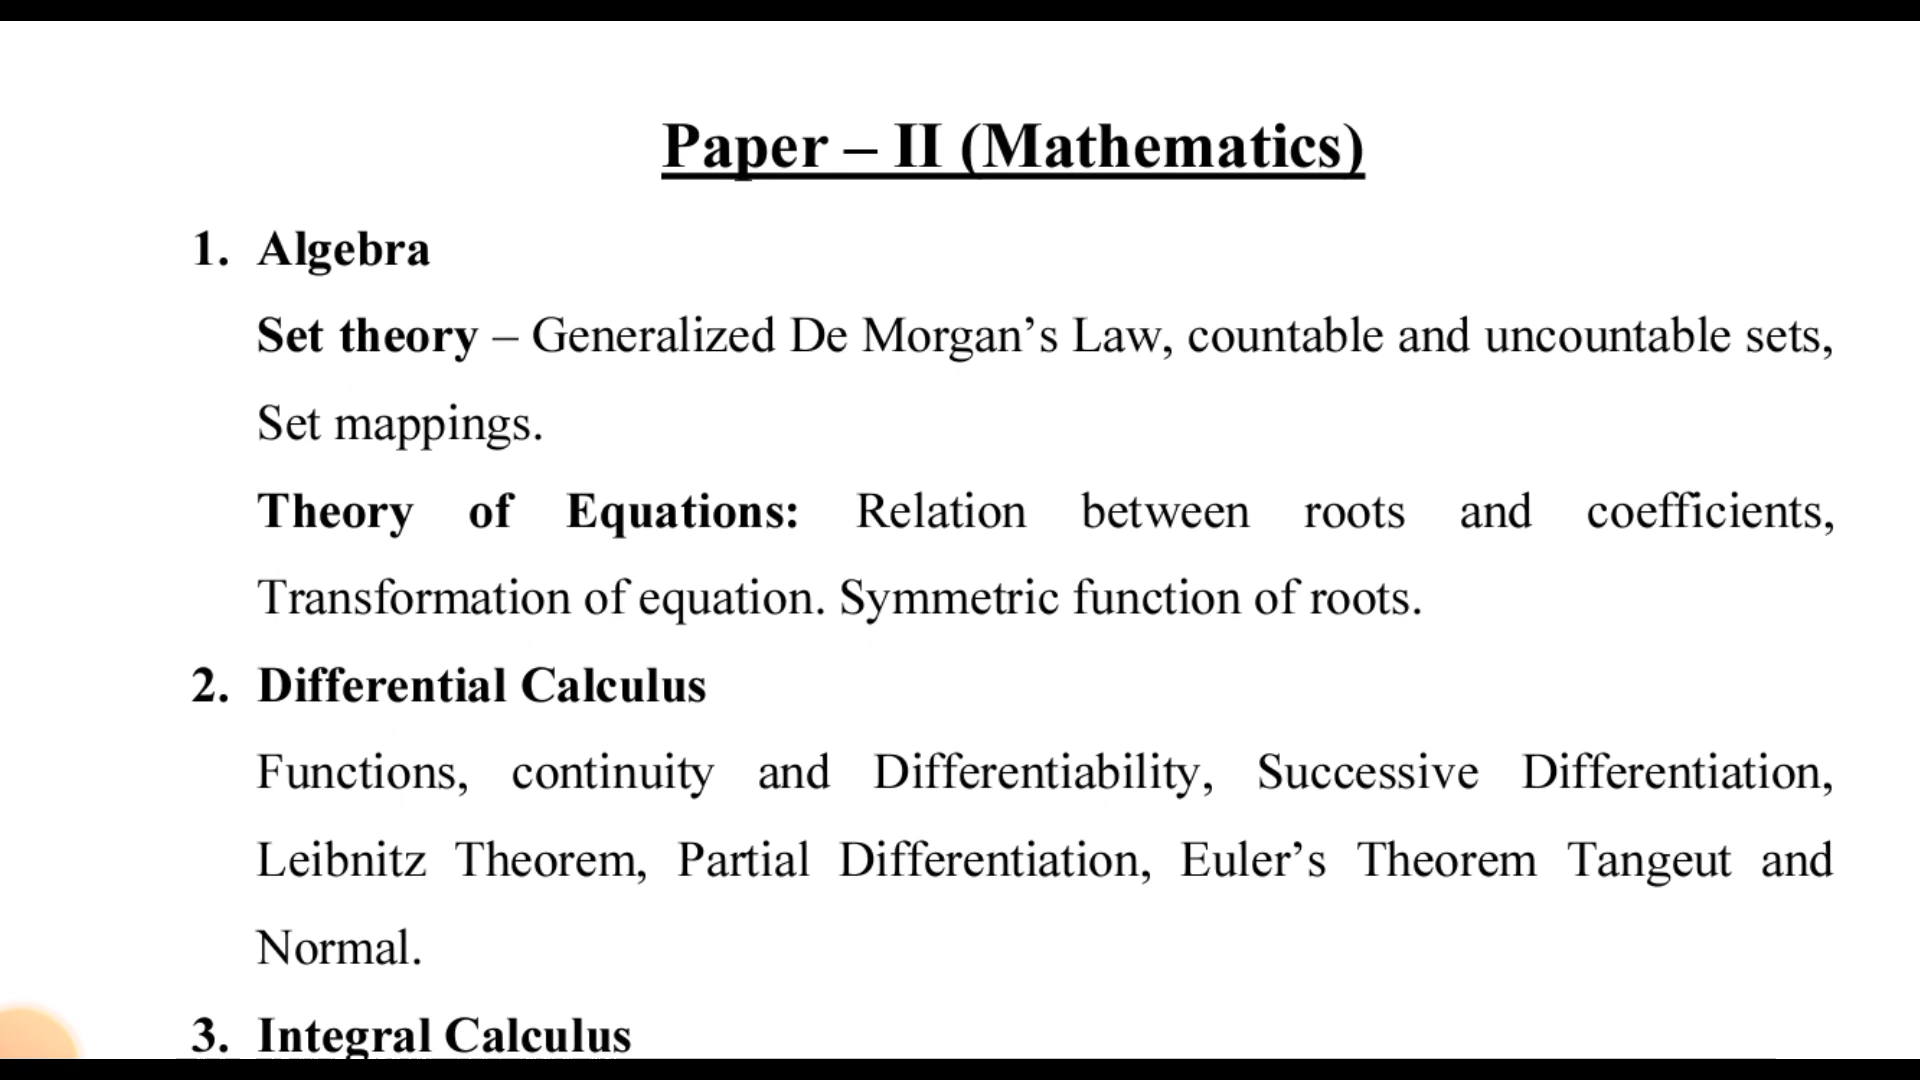 Paper – II (Mathematics)
1. Algebra
Set theory – Generalized De Morgan’s Law, countable and uncountable sets,
Set mappings.
Theory of Equations: Relation between roots and coefficients,
Transformation of equation. Symmetric function of roots.
2. Differential Calculus
Functions, continuity and Differentiability, Successive Differentiation,
Leibnitz Theorem, Partial Differentiation, Euler’s Theorem Tangeut and
Normal.
3. Integral Calculus